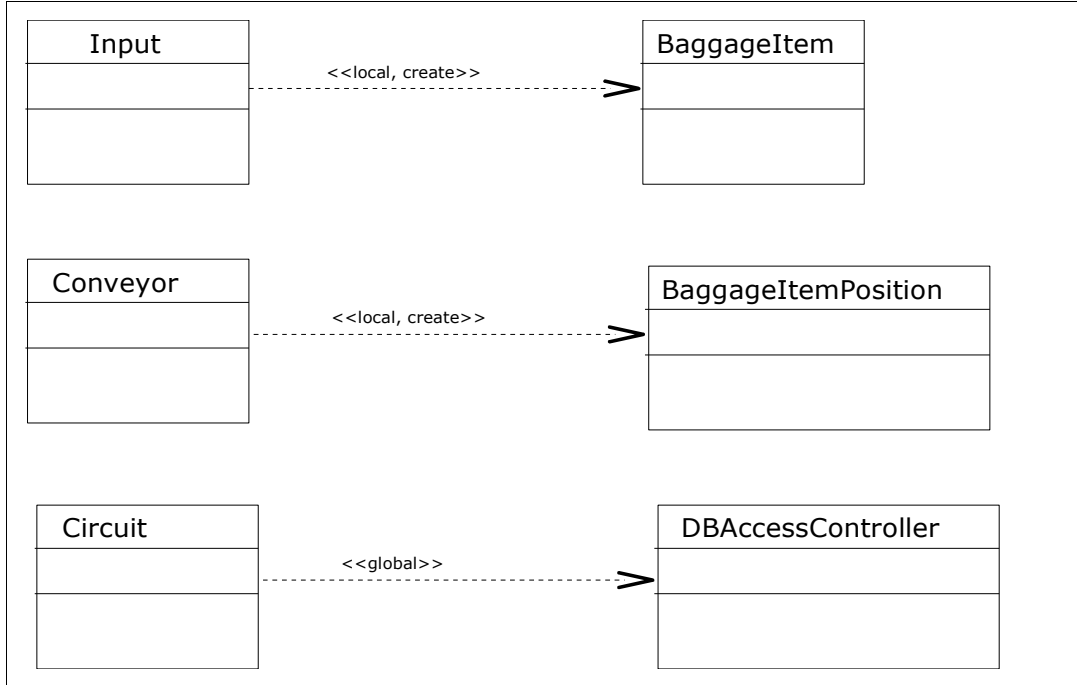 Input
BaggageItem
<<local, create>>
Conveyor
BaggageItemPosition
<<local, create>>
Circuit
DBAccessController
<<global>>